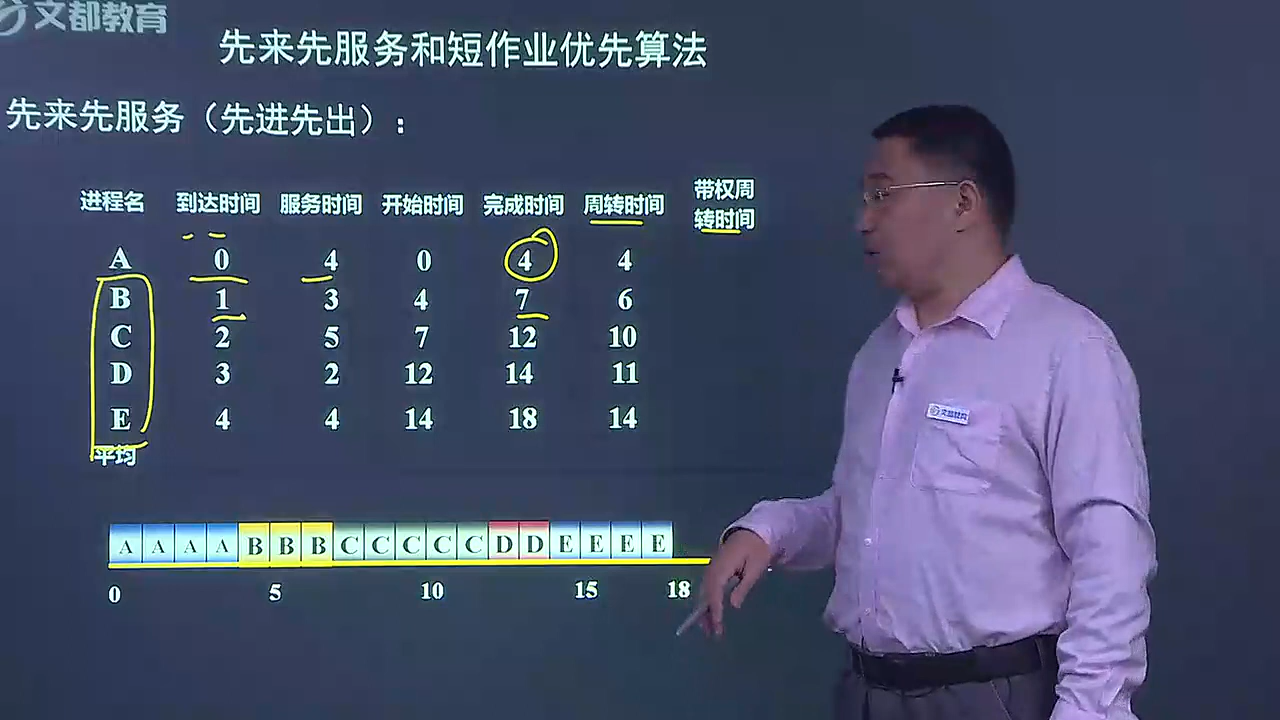 文都教育
先来先服务和短作业优先算法
先来先服务（先进先出）：
进程名 到达时间 服务时间 开始时间 完成时间 周转时间 带权周
转时间
A 0 4 0 4 4
B 1 3 4 7 6
C 2 5 7 12 10
D 3 2 12 14 11
E 4 4 14 18 14
平均
A A A A B B B C C C C C D D E E E E
0 5 10 15 18
文都教育